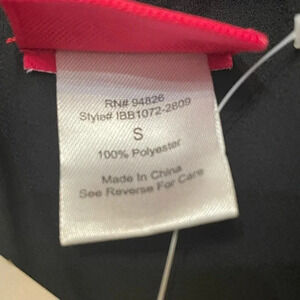 RN# 94826
Style# IBB1072-2809
S
100% Polyester
Made In China
See Reverse For Care